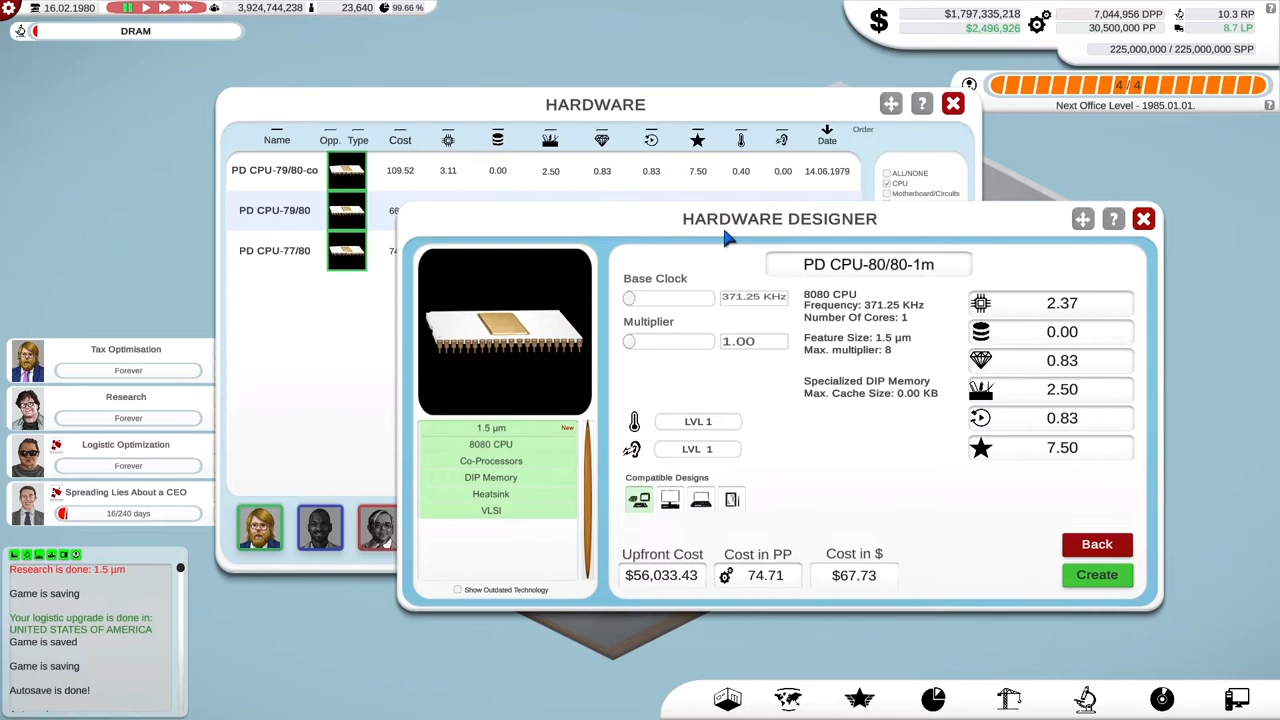 16.02.1980
3,924,744,238
23,640
99.66 %
DRAM
$1,797,335,218
$2,496,926
7,044,956 DPP
30,500,000 PP
10.3 RP
8.7 LP
225,000,000 / 225,000,000 SPP
4 / 4
Next Office Level - 1985.01.01.
HARDWARE
Name Opp. Type Cost Date Order
PD CPU-79/80-co 109.52 3.11 0.00 2.50 0.83 0.83 7.50 0.40 0.00 14.06.1979
PD CPU-79/80
PD CPU-77/80
ALL/NONE
CPU
Motherboard/Circuits
HARDWARE DESIGNER
PD CPU-80/80-1m
Base Clock
371.25 KHz
Multiplier
1.00
8080 CPU
Frequency: 371.25 KHz
Number Of Cores: 1
Feature Size: 1.5 µm
Max. multiplier: 8
Specialized DIP Memory
Max. Cache Size: 0.00 KB
2.37
0.00
0.83
2.50
0.83
7.50
LVL 1
LVL 1
Compatible Designs
1.5 µm New
8080 CPU
Co-Processors
DIP Memory
Heatsink
VLSI
Show Outdated Technology
Upfront Cost Cost in PP Cost in $
$56,033.43 74.71 $67.73
Back
Create
Tax Optimisation
Forever
Research
Forever
Logistic Optimization
Forever
Spreading Lies About a CEO
16/240 days
Research is done: 1.5 µm
Game is saving
Your logistic upgrade is done in:
UNITED STATES OF AMERICA
Game is saved
Game is saving
Autosave is done!